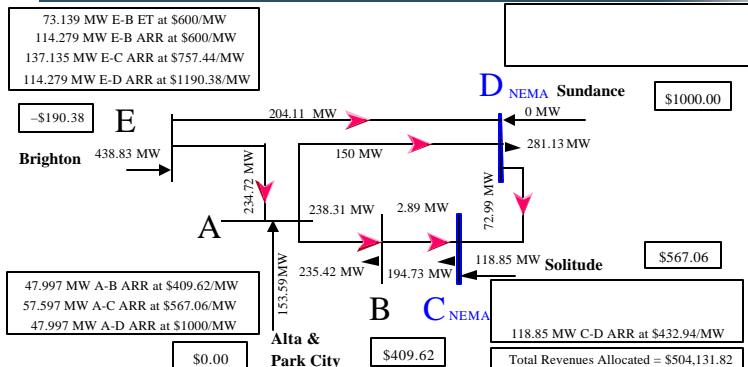 73.139 MW E-B ET at $600/MW
114.279 MW E-B ARR at $600/MW
137.135 MW E-C ARR at $757.44/MW
114.279 MW E-D ARR at $1190.38/MW
D NEMA Sundance
$1000.00
–$190.38
E
204.11 MW
0 MW
281.13 MW
Brighton
438.83 MW
150 MW
234.72 MW
72.99 MW
A
238.31 MW
2.89 MW
235.42 MW
194.73 MW
118.85 MW
Solitude
$567.06
153.59 MW
47.997 MW A-B ARR at $409.62/MW
57.597 MW A-C ARR at $567.06/MW
47.997 MW A-D ARR at $1000/MW
B
C NEMA
118.85 MW C-D ARR at $432.94/MW
Alta &
Park City
$0.00
$409.62
Total Revenues Allocated = $504,131.82